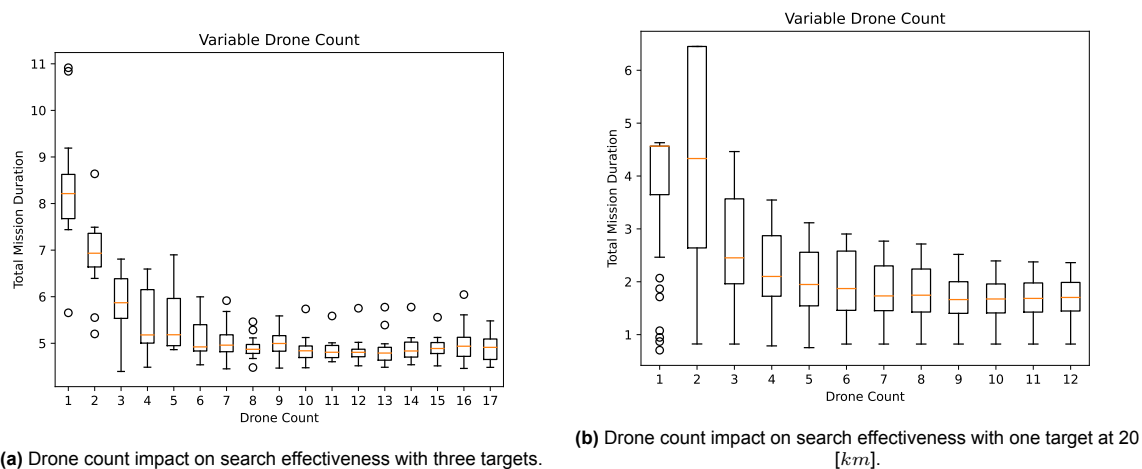 Variable Drone Count
11
10
9
8
7
6
5
Total Mission Duration
1 2 3 4 5 6 7 8 9 10 11 12 13 14 15 16 17
Drone Count
(a) Drone count impact on search effectiveness with three targets.
Variable Drone Count
6
5
4
3
2
1
Total Mission Duration
1 2 3 4 5 6 7 8 9 10 11 12
Drone Count
(b) Drone count impact on search effectiveness with one target at 20
[km].